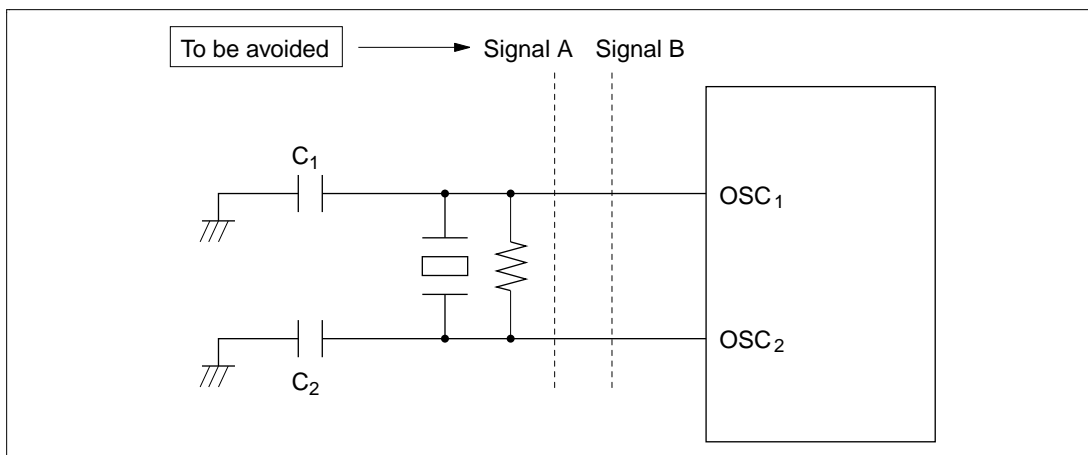 To be avoided Signal A Signal B
C1
OSC1
OSC2
C2